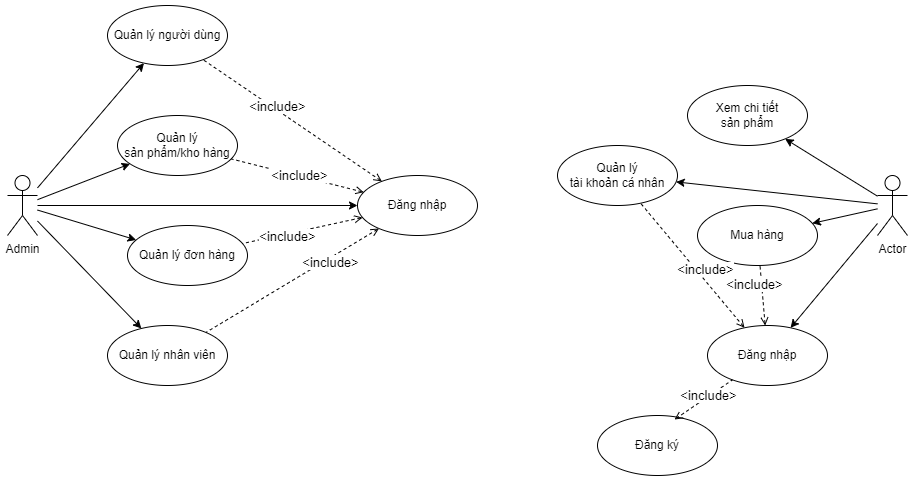 Quản lý người dùng
<include>
Quản lý
sản phẩm/kho hàng
<include>
Đăng nhập
Admin
<include>
Quản lý đơn hàng
<include>
Quản lý nhân viên
Xem chi tiết
sản phẩm
Quản lý
tài khoản cá nhân
Mua hàng
Actor
<include>
<include>
Đăng nhập
<include>
Đăng ký